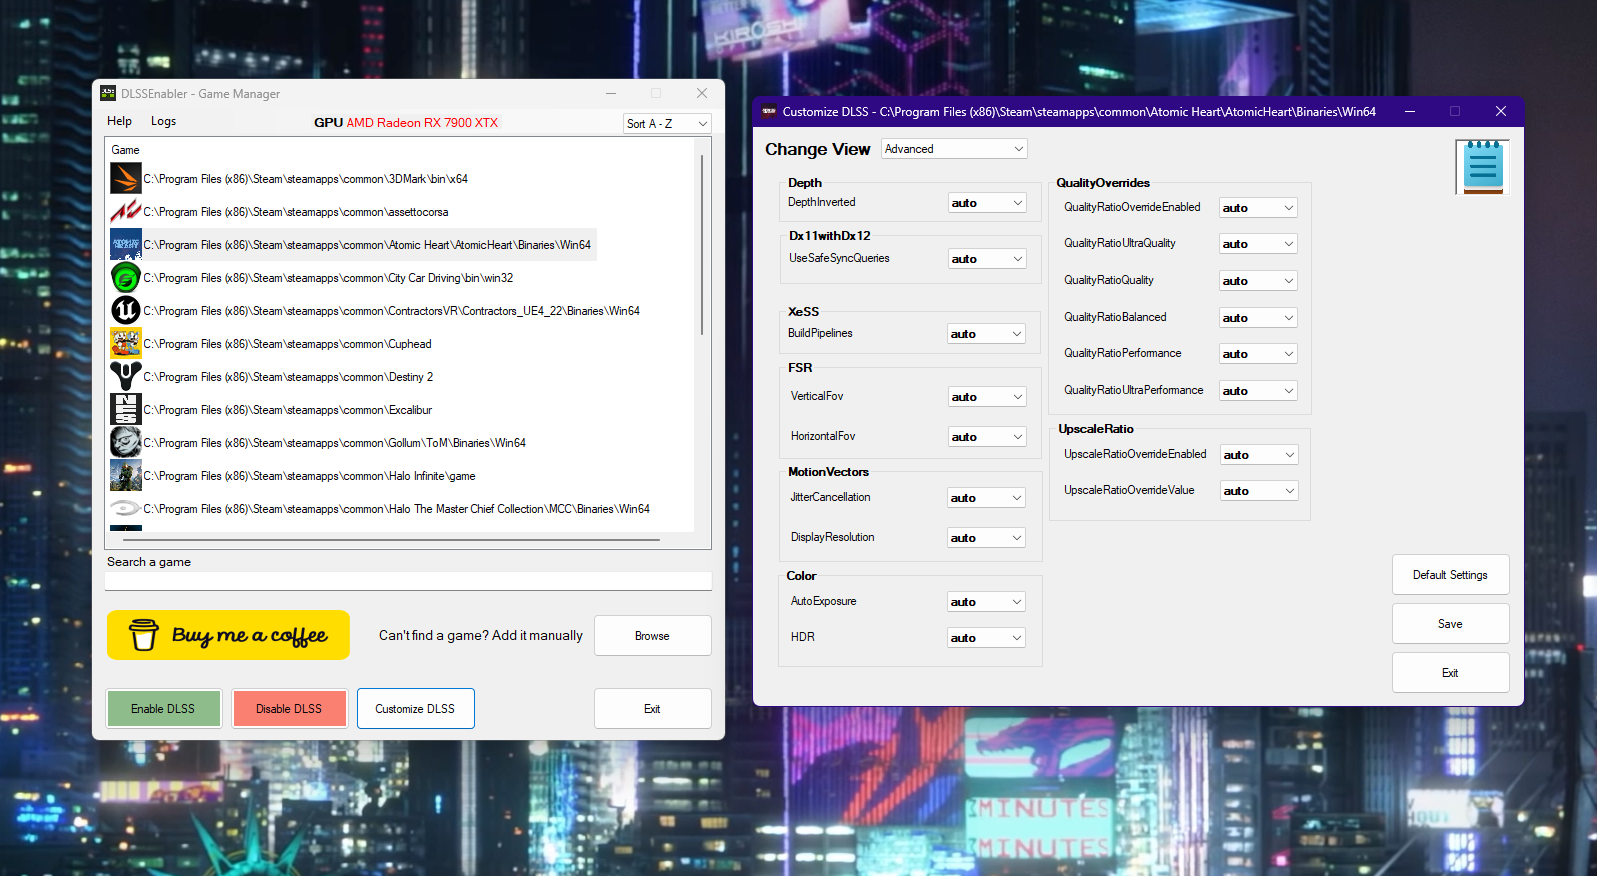 KIROSHI
DLSSEnabler - Game Manager
Help
Logs
GPU AMD Radeon RX 7900 XTX
Sort A - Z
Game
C:\Program Files (x86)\Steam\steamapps\common\3DMark\bin\x64
C:\Program Files (x86)\Steam\steamapps\common\assettocorsa
C:\Program Files (x86)\Steam\steamapps\common\Atomic Heart\AtomicHeart\Binaries\Win64
C:\Program Files (x86)\Steam\steamapps\common\City Car Driving\bin\win32
C:\Program Files (x86)\Steam\steamapps\common\ContractorsVR\Contractors_UE4_22\Binaries\Win64
C:\Program Files (x86)\Steam\steamapps\common\Cuphead
C:\Program Files (x86)\Steam\steamapps\common\Destiny 2
C:\Program Files (x86)\Steam\steamapps\common\Excalibur
C:\Program Files (x86)\Steam\steamapps\common\Gollum\ToM\Binaries\Win64
C:\Program Files (x86)\Steam\steamapps\common\Halo Infinite\game
C:\Program Files (x86)\Steam\steamapps\common\Halo The Master Chief Collection\MCC\Binaries\Win64
Search a game
Buy me a coffee
Can't find a game? Add it manually
Browse
Enable DLSS
Disable DLSS
Customize DLSS
Exit
Customize DLSS - C:\Program Files (x86)\Steam\steamapps\common\Atomic Heart\AtomicHeart\Binaries\Win64
Change View
Advanced
Depth
DepthInverted
auto
Dx11withDx12
UseSafeSyncQueries
auto
XeSS
BuildPipelines
auto
FSR
VerticalFov
auto
HorizontalFov
auto
MotionVectors
JitterCancellation
auto
DisplayResolution
auto
Color
AutoExposure
auto
HDR
auto
QualityOverrides
QualityRatioOverrideEnabled
auto
QualityRatioUltraQuality
auto
QualityRatioQuality
auto
QualityRatioBalanced
auto
QualityRatioPerformance
auto
QualityRatioUltraPerformance
auto
UpscaleRatio
UpscaleRatioOverrideEnabled
auto
UpscaleRatioOverrideValue
auto
Default Settings
Save
Exit
MINUTES
MINUTES